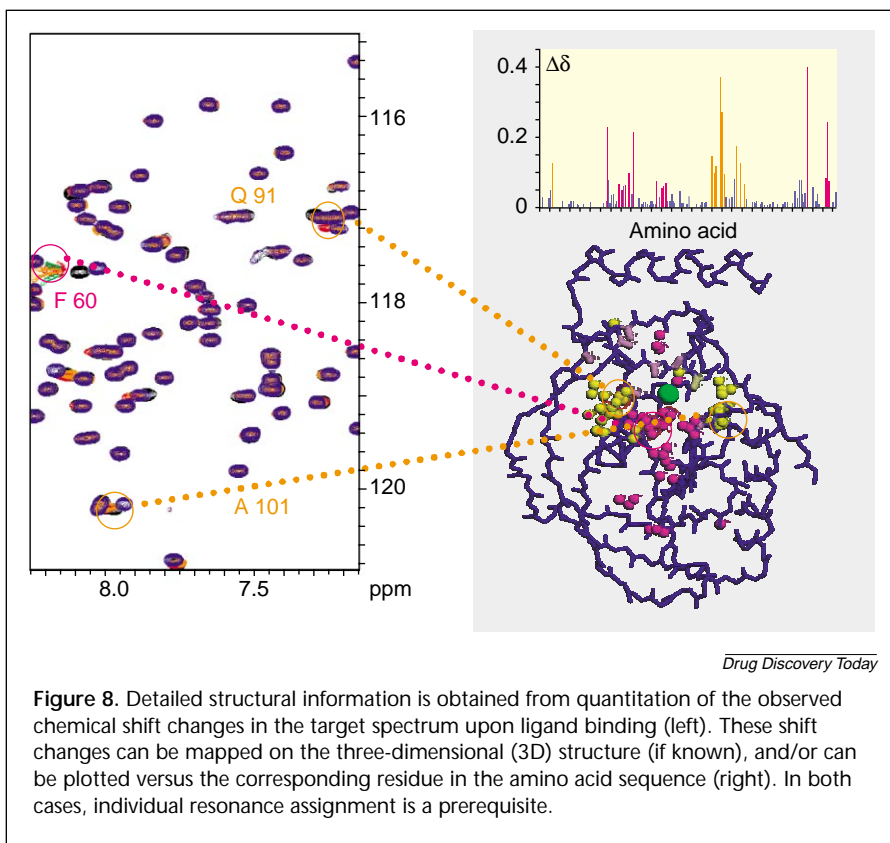 116
118
120
8.0
7.5
ppm
Q 91
F 60
A 101
Δδ
0.4
0.2
0
Amino acid
Drug Discovery Today
Figure 8. Detailed structural information is obtained from quantitation of the observed
chemical shift changes in the target spectrum upon ligand binding (left). These shift
changes can be mapped on the three-dimensional (3D) structure (if known), and/or can
be plotted versus the corresponding residue in the amino acid sequence (right). In both
cases, individual resonance assignment is a prerequisite.